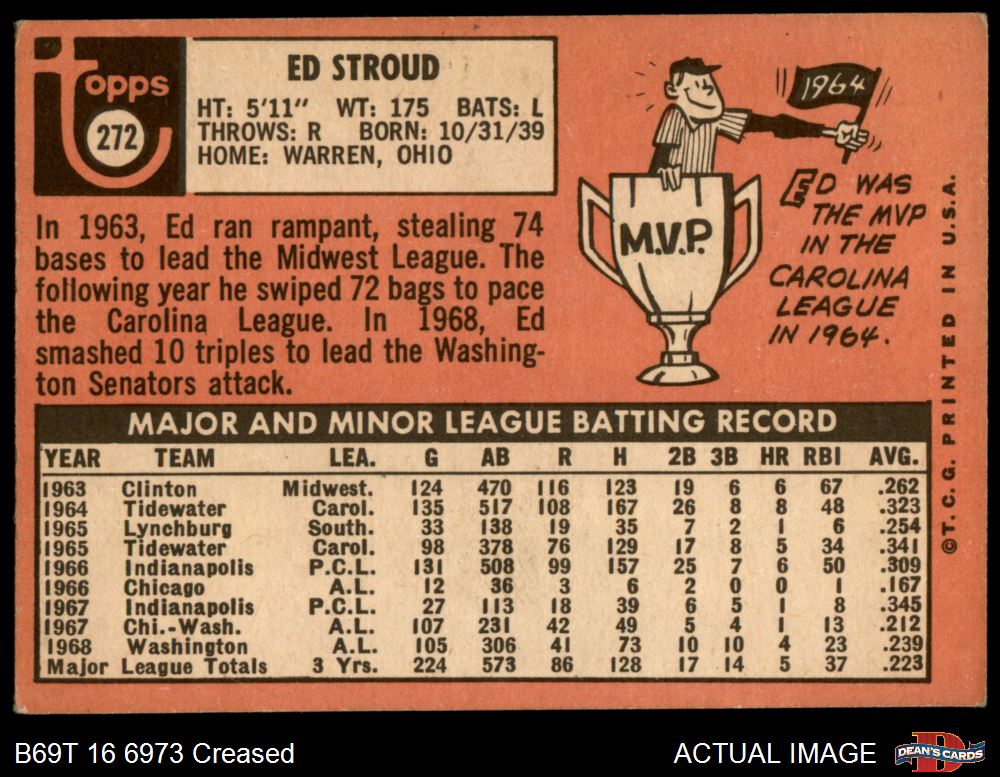 topps
272
ED STROUD
HT: 5'11" WT: 175 BATS: L
THROWS: R BORN: 10/31/39
HOME: WARREN, OHIO
In 1963, Ed ran rampant, stealing 74
bases to lead the Midwest League. The
following year he swiped 72 bags to pace
the Carolina League. In 1968, Ed
smashed 10 triples to lead the Washing-
ton Senators attack.
1964
M.V.P.
ED WAS
THE MVP
IN THE
CAROLINA
LEAGUE
IN 1964.
©T.C.G. PRINTED IN U.S.A.
MAJOR AND MINOR LEAGUE BATTING RECORD
YEAR TEAM LEA. G AB R H 2B 3B HR RBI AVG.
1963 Clinton Midwest. 124 470 116 123 19 6 6 67 .262
1964 Tidewater Carol. 135 517 108 167 26 8 8 48 .323
1965 Lynchburg South. 33 138 19 35 7 2 1 6 .254
1965 Tidewater Carol. 98 378 76 129 17 8 5 34 .341
1966 Indianapolis P.C.L. 131 508 99 157 25 7 6 50 .309
1966 Chicago A.L. 12 36 3 6 2 0 0 1 .167
1967 Indianapolis P.C.L. 27 113 18 39 6 5 1 8 .345
1967 Chi.-Wash. A.L. 107 231 42 49 5 4 1 13 .212
1968 Washington A.L. 105 306 41 73 10 10 4 23 .239
Major League Totals 3 Yrs. 224 573 86 128 17 14 5 37 .223
B69T 16 6973 Creased
ACTUAL IMAGE
DEAN'S CARDS